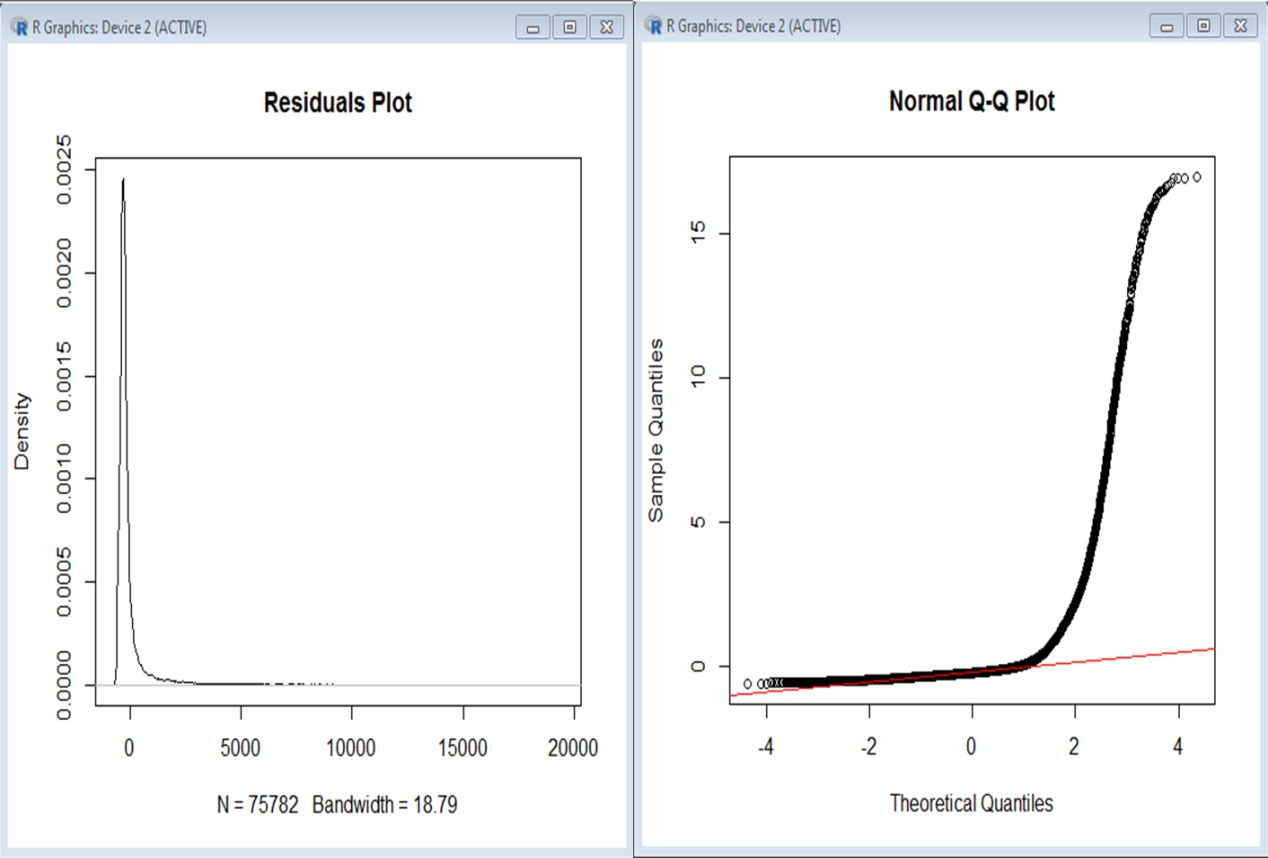 R Graphics: Device 2 (ACTIVE)
Residuals Plot
Density
0.0025
0.0020
0.0015
0.0010
0.0005
0.0000
0 5000 10000 15000 20000
N = 75782 Bandwidth = 18.79
R Graphics: Device 2 (ACTIVE)
Normal Q-Q Plot
Sample Quantiles
15
10
5
0
-4 -2 0 2 4
Theoretical Quantiles